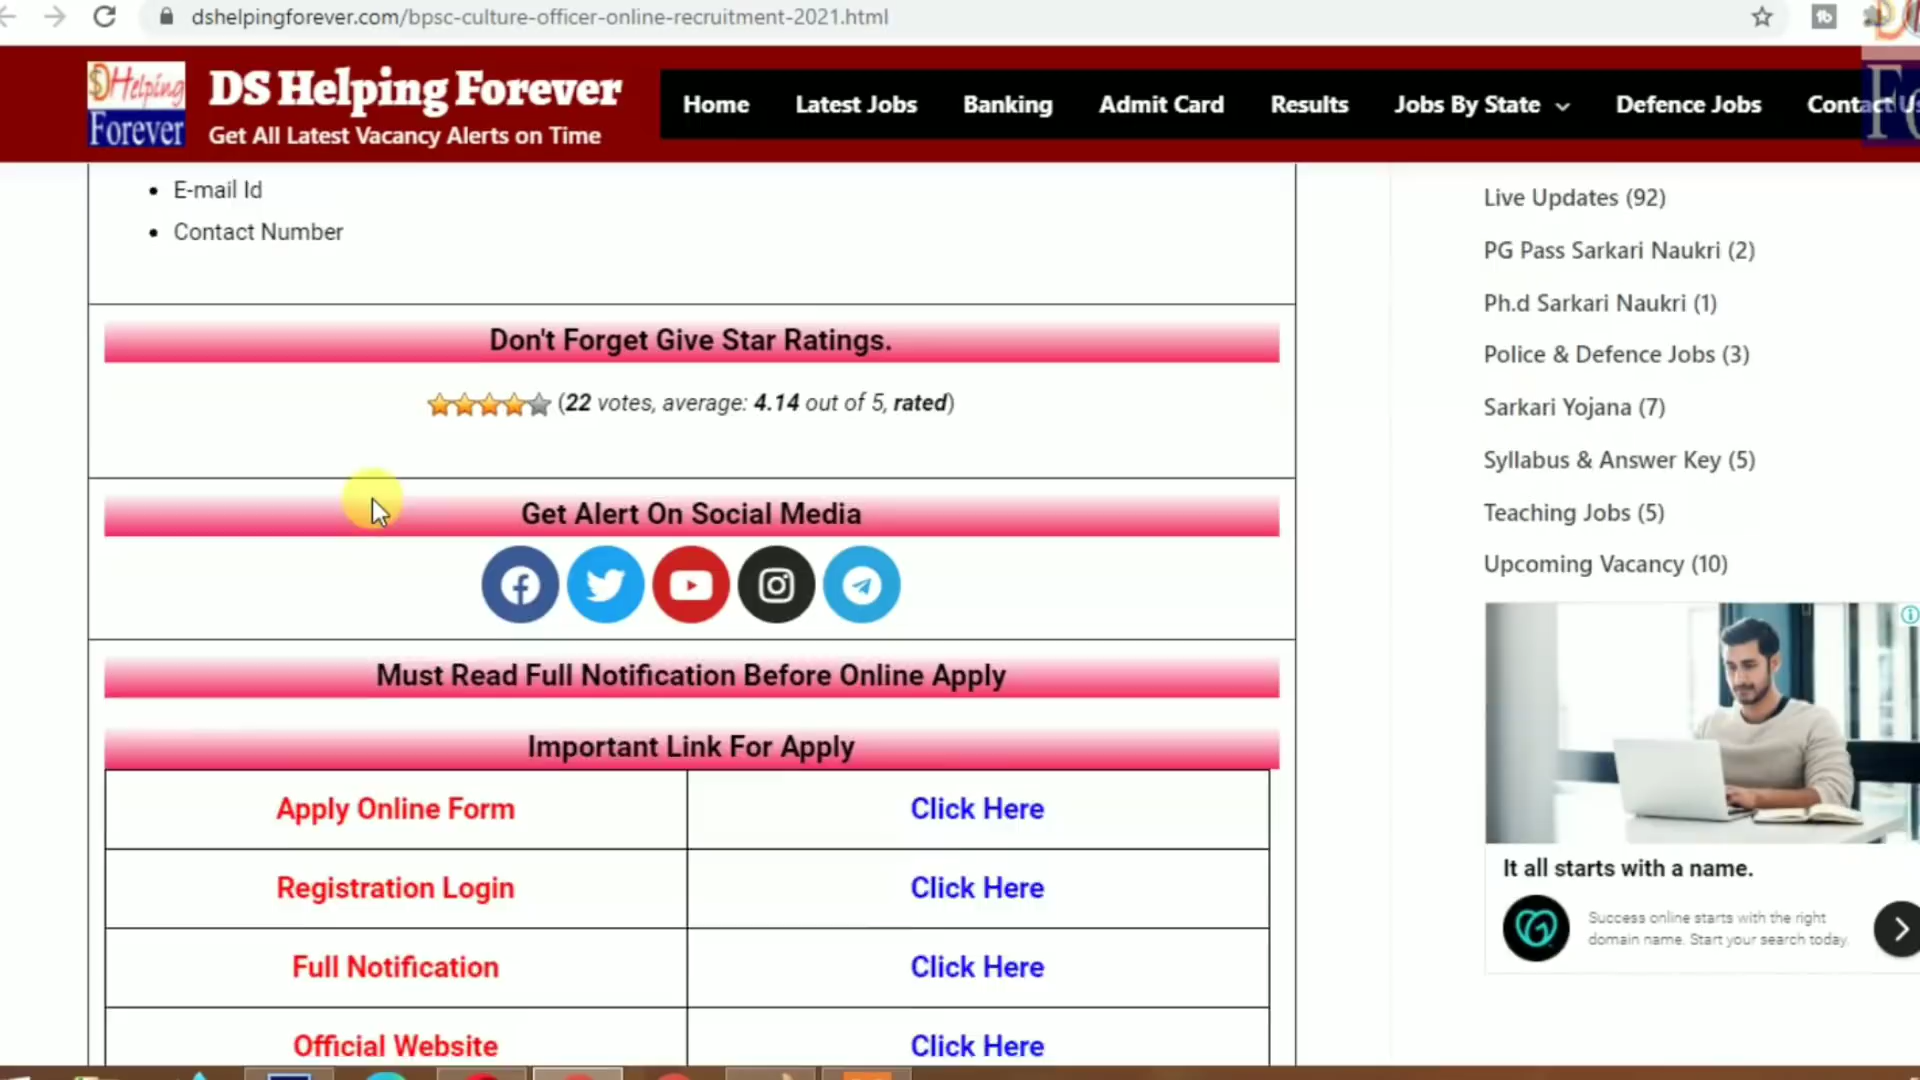 dshelpingforever.com/bpsc-culture-officer-online-recruitment-2021.html
DS Helping Forever
Get All Latest Vacancy Alerts on Time
Helping
Forever
Home
Latest Jobs
Banking
Admit Card
Results
Jobs By State
Defence Jobs
Contact
E-mail Id
Contact Number
Don't Forget Give Star Ratings.
(22 votes, average: 4.14 out of 5, rated)
Get Alert On Social Media
Must Read Full Notification Before Online Apply
Important Link For Apply
Apply Online Form Click Here
Registration Login Click Here
Full Notification Click Here
Official Website Click Here
Live Updates (92)
PG Pass Sarkari Naukri (2)
Ph.d Sarkari Naukri (1)
Police & Defence Jobs (3)
Sarkari Yojana (7)
Syllabus & Answer Key (5)
Teaching Jobs (5)
Upcoming Vacancy (10)
It all starts with a name.
Success online starts with the right
domain name. Start your search today.